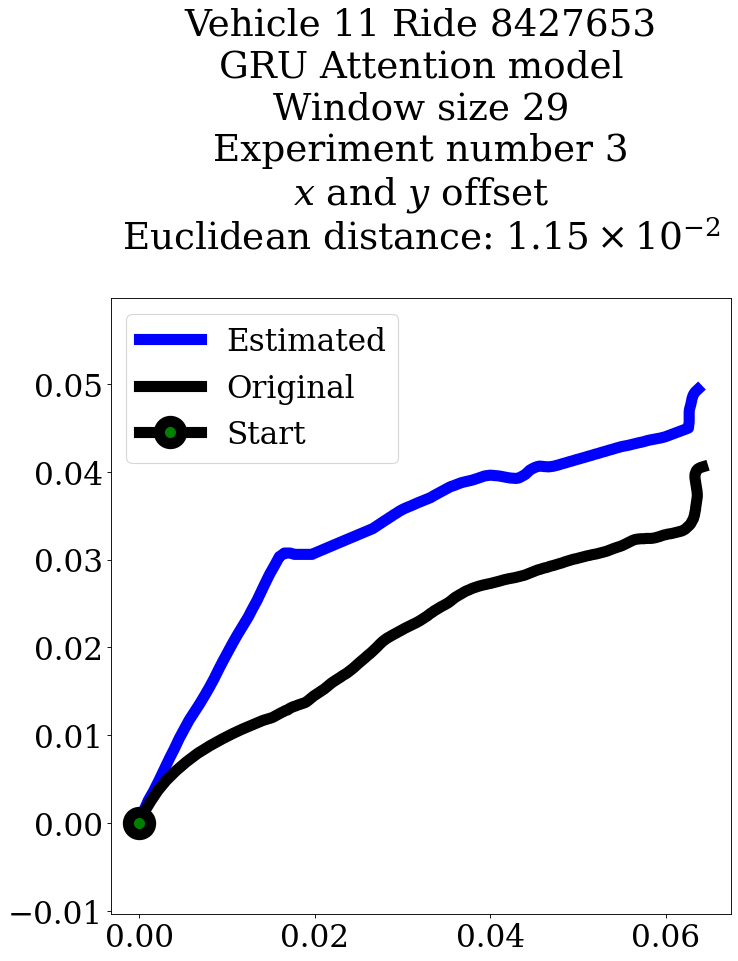 Vehicle 11 Ride 8427653
GRU Attention model
Window size 29
Experiment number 3
x and y offset
Euclidean distance: 1.15 × 10⁻²
Estimated
Original
Start
0.05
0.04
0.03
0.02
0.01
0.00
−0.01
0.00 0.02 0.04 0.06